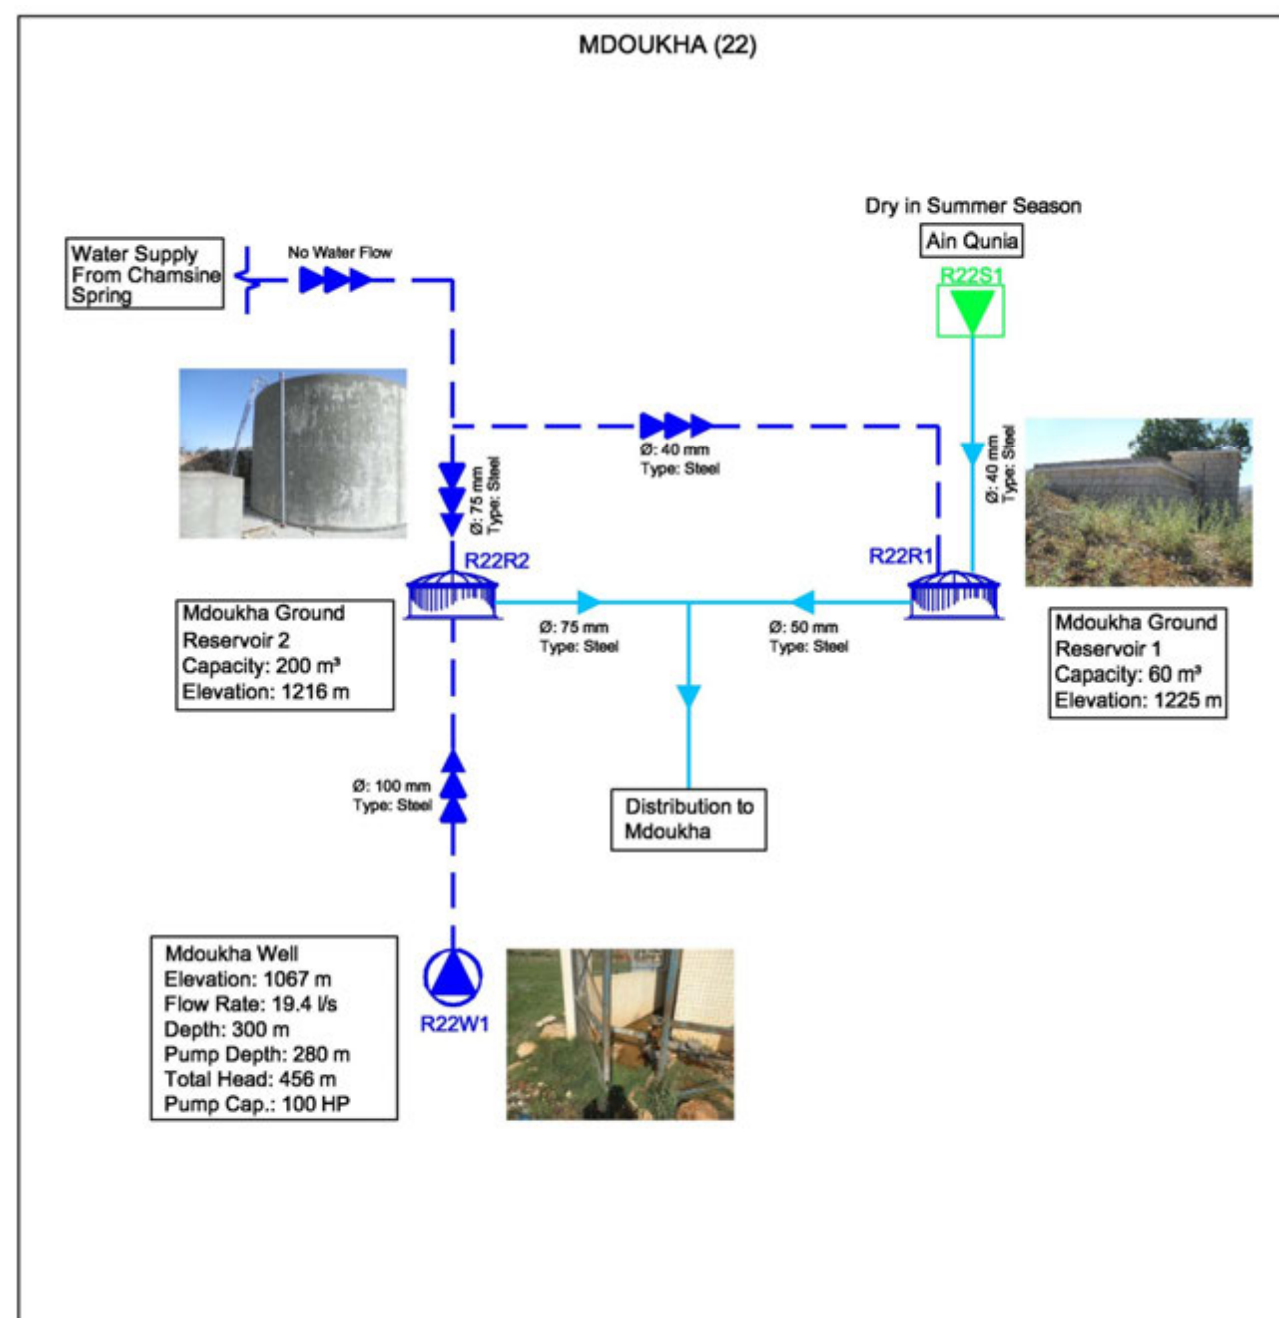 MDOUKHA (22)
Dry in Summer Season
Ain Qunia
R22S1
Water Supply
From Chamsine
Spring
No Water Flow
Ø: 40 mm
Type: Steel
Ø: 75 mm
Type: Steel
Ø: 40 mm
Type: Steel
R22R2
R22R1
Mdoukha Ground
Reservoir 2
Capacity: 200 m³
Elevation: 1216 m
Ø: 75 mm
Type: Steel
Ø: 50 mm
Type: Steel
Mdoukha Ground
Reservoir 1
Capacity: 60 m³
Elevation: 1225 m
Ø: 100 mm
Type: Steel
Distribution to
Mdoukha
Mdoukha Well
Elevation: 1067 m
Flow Rate: 19.4 l/s
Depth: 300 m
Pump Depth: 280 m
Total Head: 456 m
Pump Cap.: 100 HP
R22W1